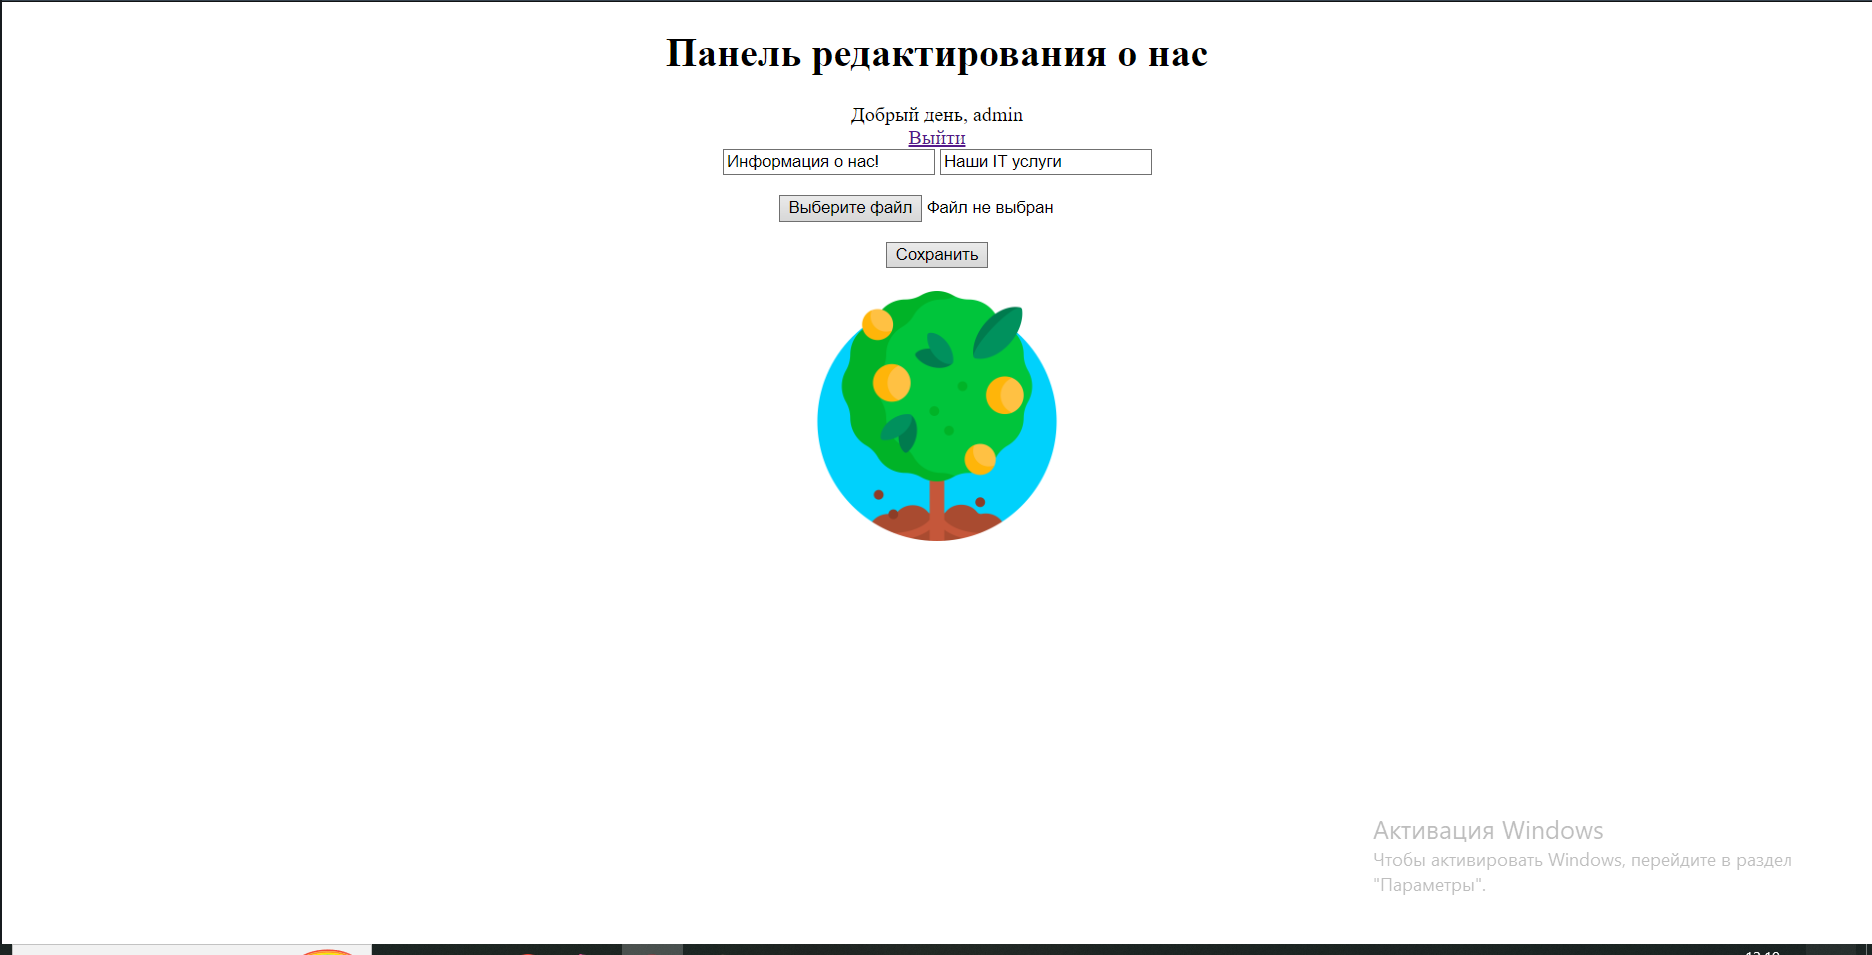 Панель редактирования о нас
Добрый день, admin
Выйти
Информация о нас! Наши IT услуги
Выберите файл Файл не выбран
Сохранить
Активация Windows
Чтобы активировать Windows, перейдите в раздел
"Параметры".